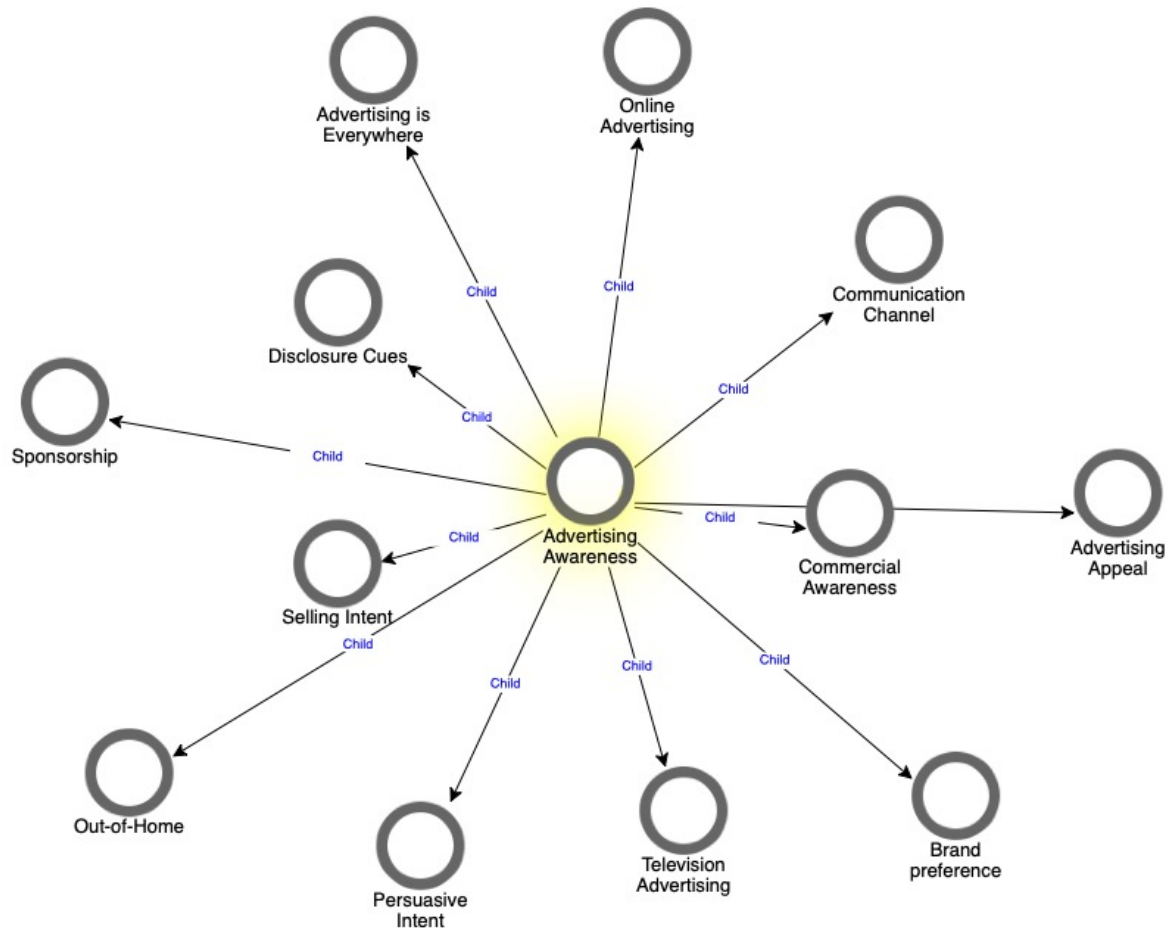 Advertising is
Everywhere
Online
Advertising
Communication
Channel
Child
Child
Disclosure Cues
Child
Child
Sponsorship
Child
Advertising
Awareness
Child
Child
Commercial
Awareness
Advertising
Appeal
Selling Intent
Child
Child
Child
Child
Out-of-Home
Persuasive
Intent
Television
Advertising
Brand
preference